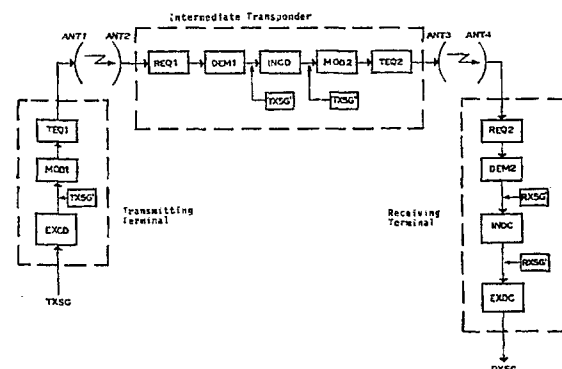 Intermediate Transponder
ANT1 ANT2 ANT3 ANT4
REQ1 DEM1 INCD MOD2 TEQ2
TXSG' TXSG'
TEQ1
MOD1
TXSG'
EXCD
Transmitting
Terminal
TXSG
REQ2
DEM2
RXSG'
Receiving
Terminal
INDC
RXSG'
EXDC
RXSG